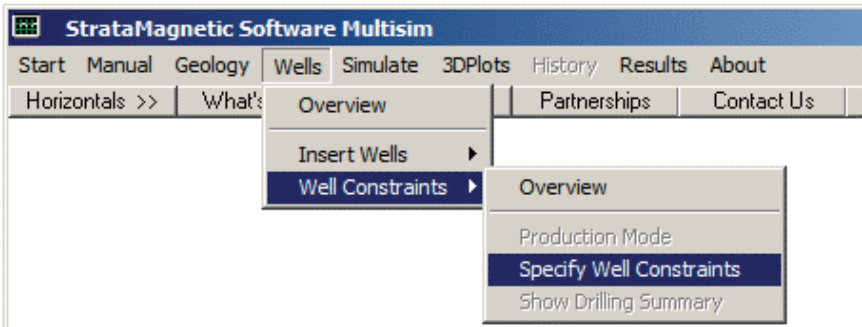 StrataMagnetic Software Multisim
Start Manual Geology Wells Simulate 3DPlots History Results About
Horizontals >> What's Partnerships Contact Us
Overview
Insert Wells
Well Constraints
Overview
Production Mode
Specify Well Constraints
Show Drilling Summary